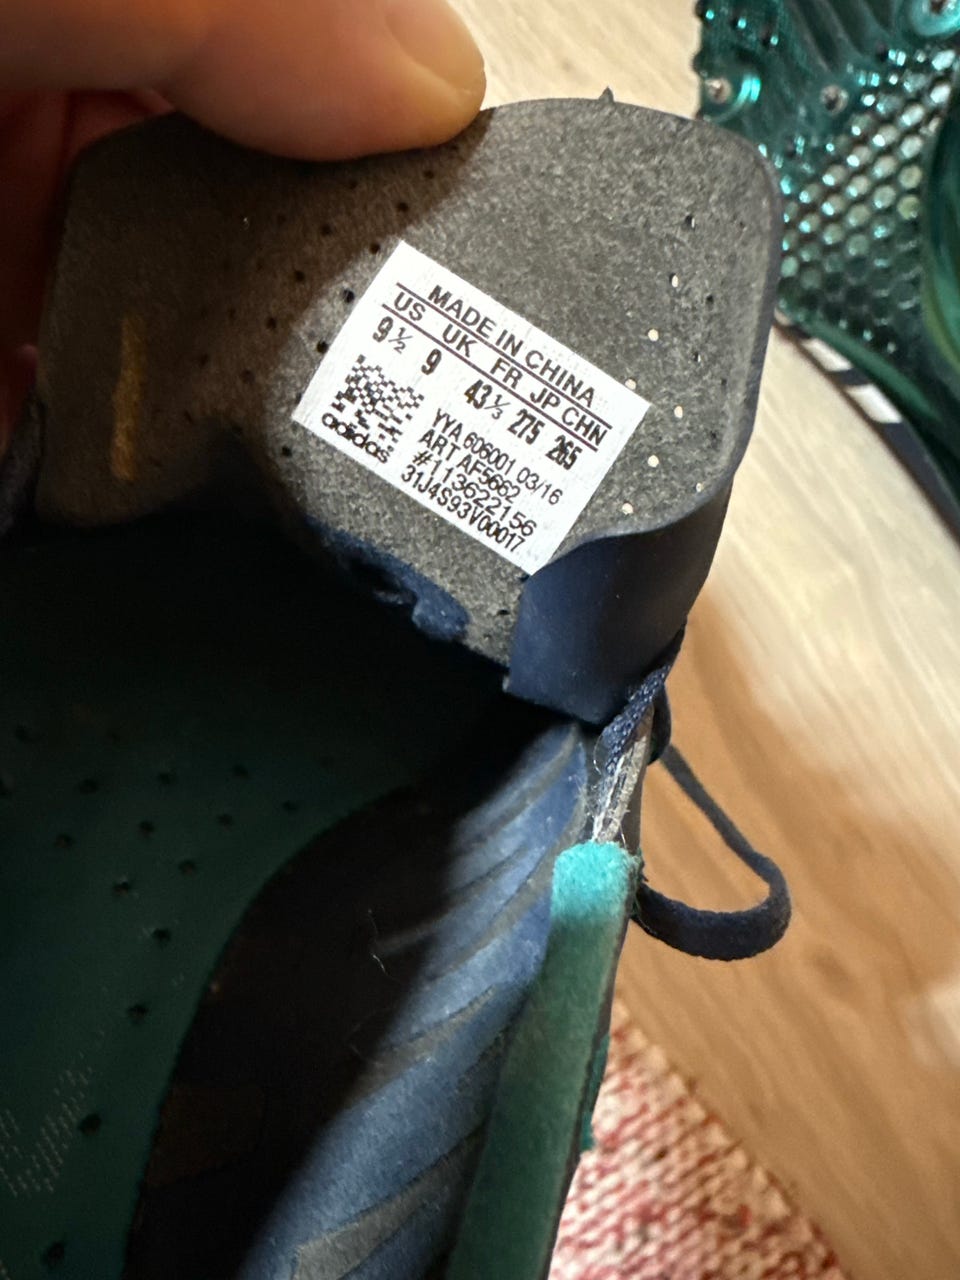 MADE IN CHINA
US UK FR JP CHN
9½ 9 43⅓ 275 265
YYA 606001 03/16
ART AF5662
#113622156
31J4S93V00017
adidas